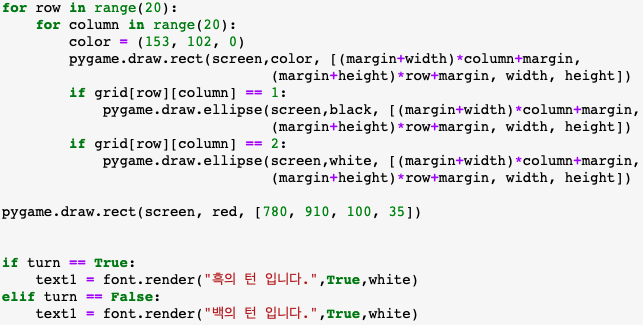 for row in range(20):
    for column in range(20):
        color = (153, 102, 0)
        pygame.draw.rect(screen,color, [(margin+width)*column+margin,
                                (margin+height)*row+margin, width, height])
        if grid[row][column] == 1:
            pygame.draw.ellipse(screen,black, [(margin+width)*column+margin,
                                (margin+height)*row+margin, width, height])
        if grid[row][column] == 2:
            pygame.draw.ellipse(screen,white, [(margin+width)*column+margin,
                                (margin+height)*row+margin, width, height])
pygame.draw.rect(screen, red, [780, 910, 100, 35])
if turn == True:
    text1 = font.render("흑의 턴 입니다.",True,white)
elif turn == False:
    text1 = font.render("백의 턴 입니다.",True,white)